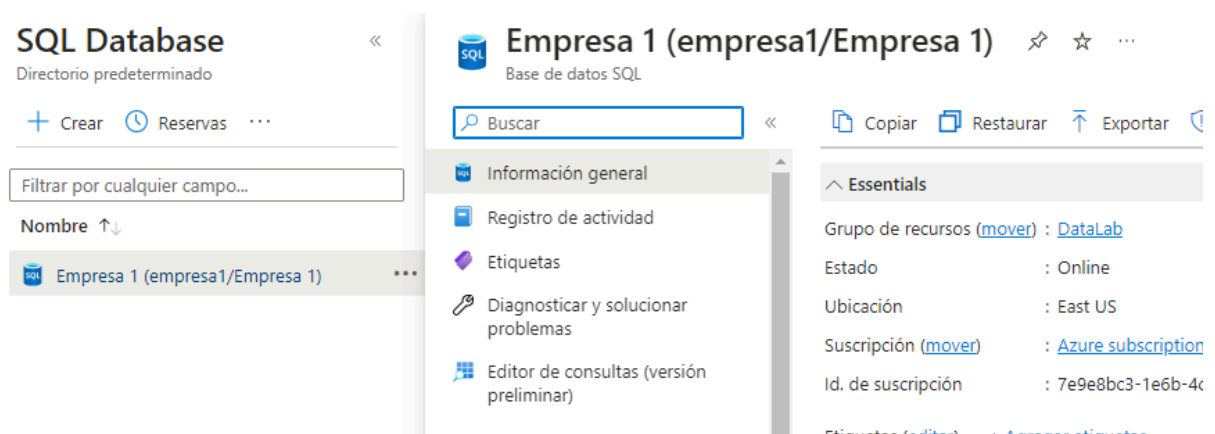 SQL Database
Directorio predeterminado
Crear Reservas
Filtrar por cualquier campo...
Nombre
Empresa 1 (empresa1/Empresa 1)
SQL
Empresa 1 (empresa1/Empresa 1)
Base de datos SQL
Buscar
Información general
Registro de actividad
Etiquetas
Diagnosticar y solucionar
problemas
Editor de consultas (versión
preliminar)
Copiar Restaurar Exportar
Essentials
Grupo de recursos (mover) : DataLab
Estado : Online
Ubicación : East US
Suscripción (mover) : Azure subscription
Id. de suscripción : 7e9e8bc3-1e6b-4